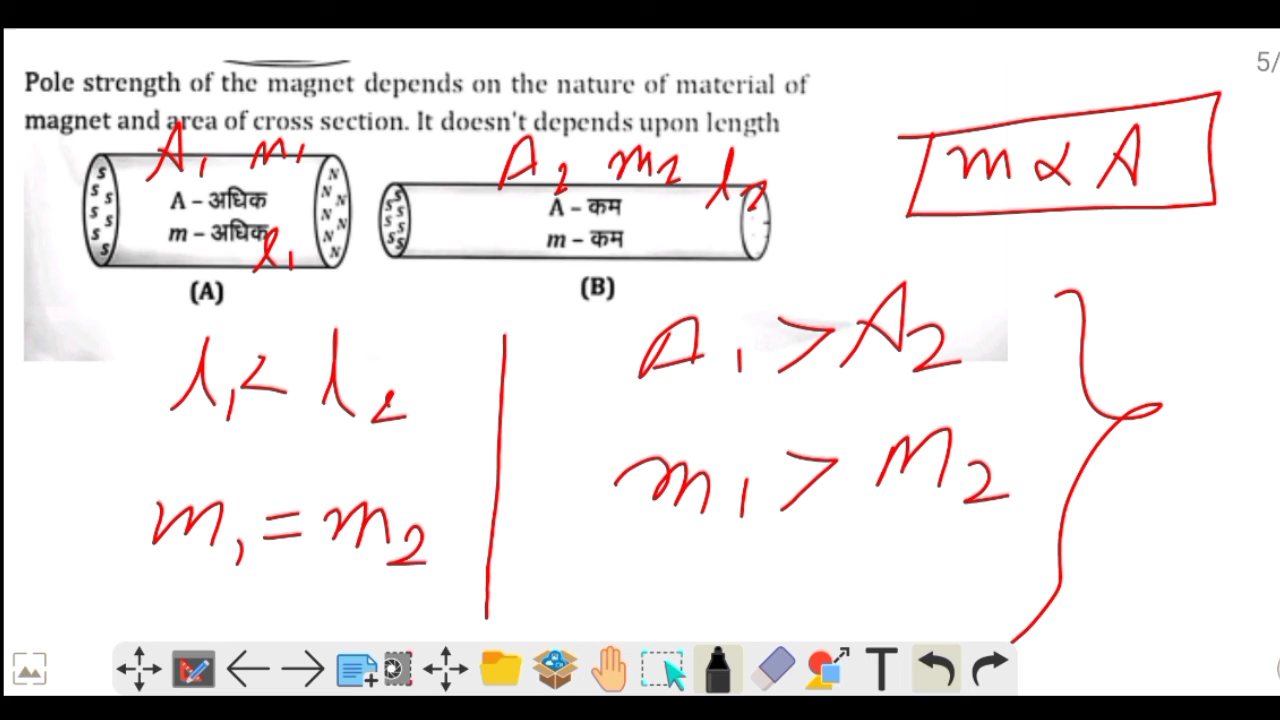 5/
Pole strength of the magnet depends on the nature of material of
magnet and area of cross section. It doesn't depends upon length
A₁ m₁
A₂ m₂ l₂
m ∝ A
S S S S S S S S
A – अधिक
m – अधिक
l₁
N N N N N N N
S S S S S S S
A – कम
m – कम
(A)
(B)
l₁ < l₂
A₁ > A₂
m₁ = m₂
m₁ > M₂
T